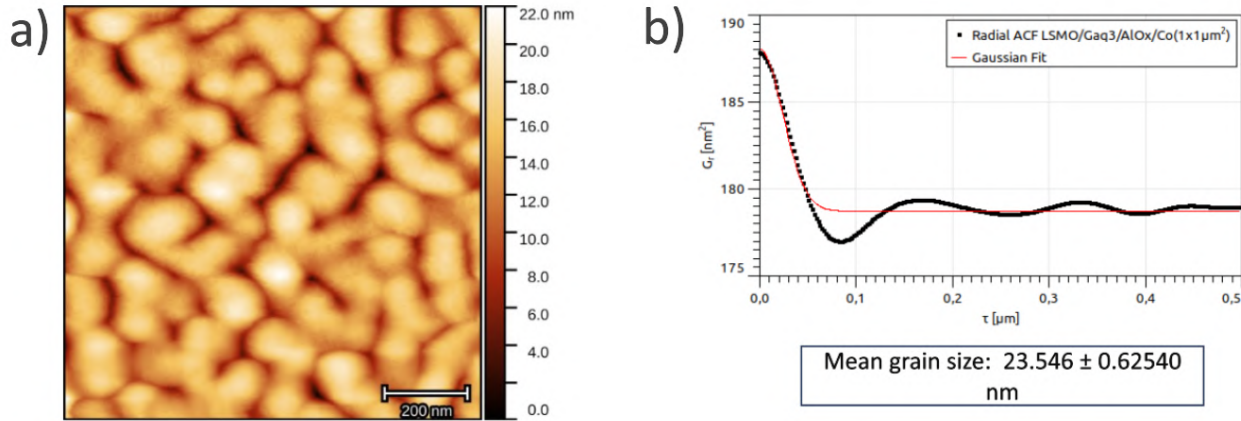 a)
22.0 nm
20.0
18.0
16.0
14.0
12.0
10.0
8.0
6.0
4.0
0.0
200 nm
b)
190
185
180
175
G_r [nm²]
Radial ACF LSMO/Gaq3/AlOx/Co(1x1µm²)
Gaussian Fit
0,0 0,1 0,2 0,3 0,4 0,5
τ [µm]
Mean grain size: 23.546 ± 0.62540
nm